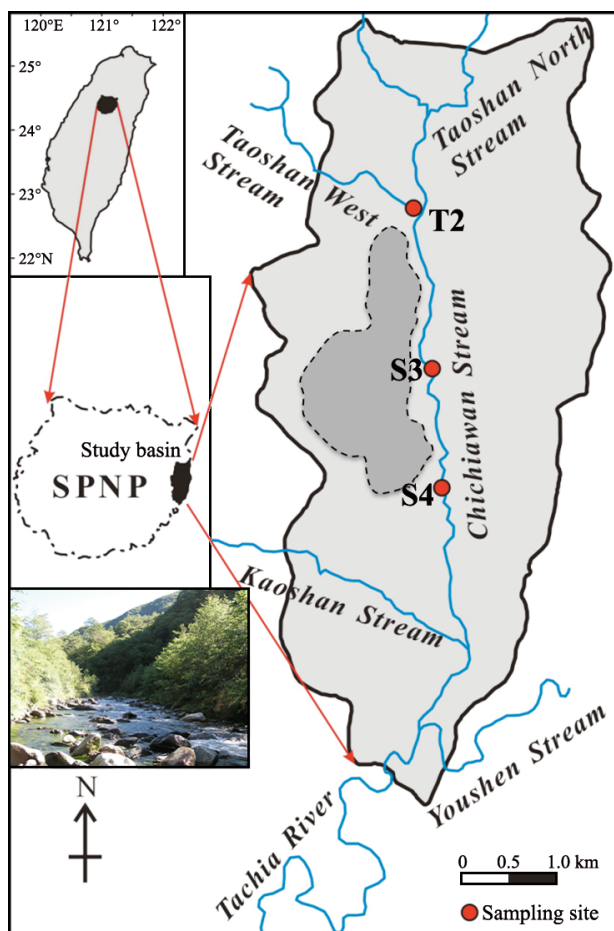 120°E 121° 122°
25°
24°
23°
22°N
Study basin
SPNP
N
Taoshan North
Stream
Taoshan West
Stream
T2
S3
Chichiawan Stream
S4
Kaoshan Stream
Youshen Stream
Tachia River
0 0.5 1.0 km
Sampling site